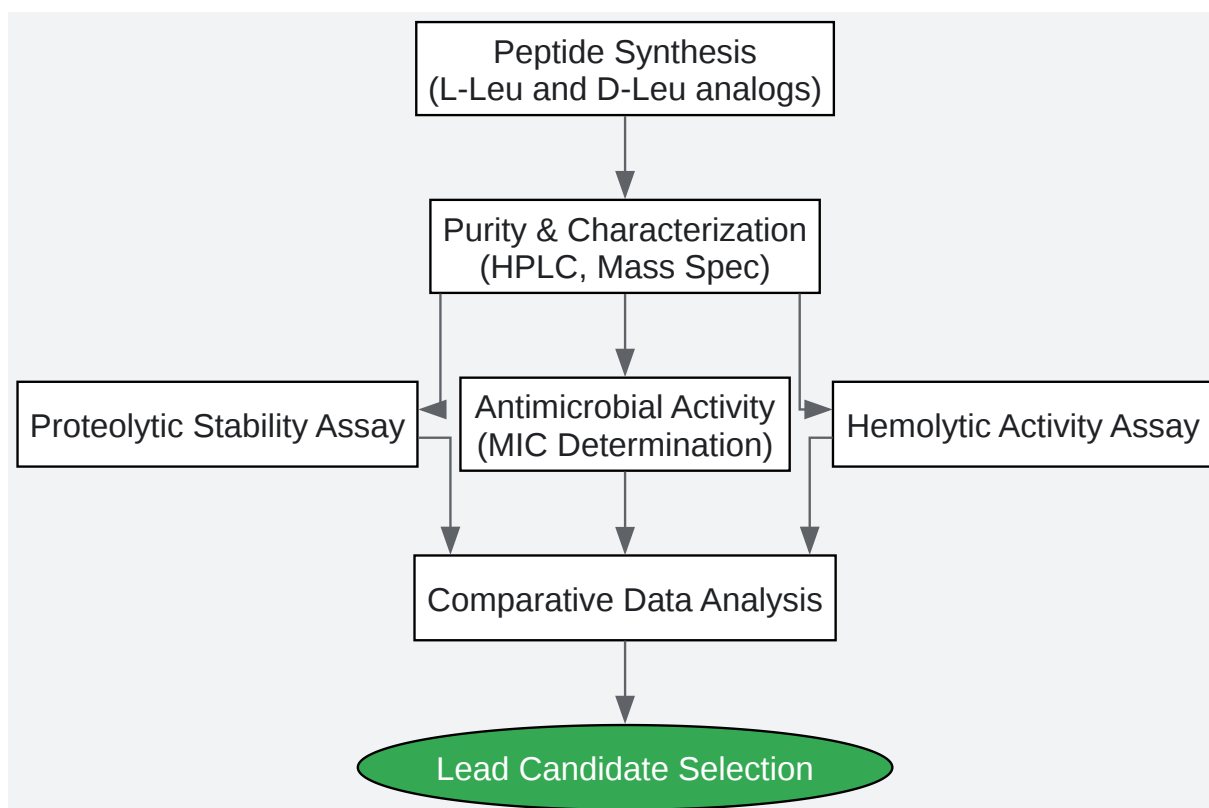 Peptide Synthesis
(L-Leu and D-Leu analogs)
Purity & Characterization
(HPLC, Mass Spec)
Proteolytic Stability Assay
Antimicrobial Activity
(MIC Determination)
Hemolytic Activity Assay
Comparative Data Analysis
Lead Candidate Selection